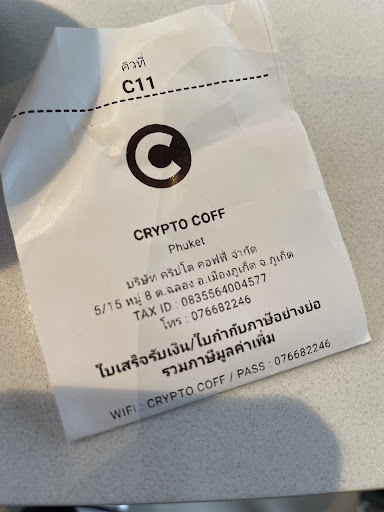 คิวที่
C11
CRYPTO COFF
Phuket
บริษัท คริปโต คอฟฟี่ จำกัด
5/15 หมู่ 8 ต.ฉลอง อ.เมืองภูเก็ต จ.ภูเก็ต
TAX ID : 0835564004577
โทร : 076682246
ใบเสร็จรับเงิน/ใบกำกับภาษีอย่างย่อ
รวมภาษีมูลค่าเพิ่ม
WIFI : CRYPTO COFF / PASS : 076682246